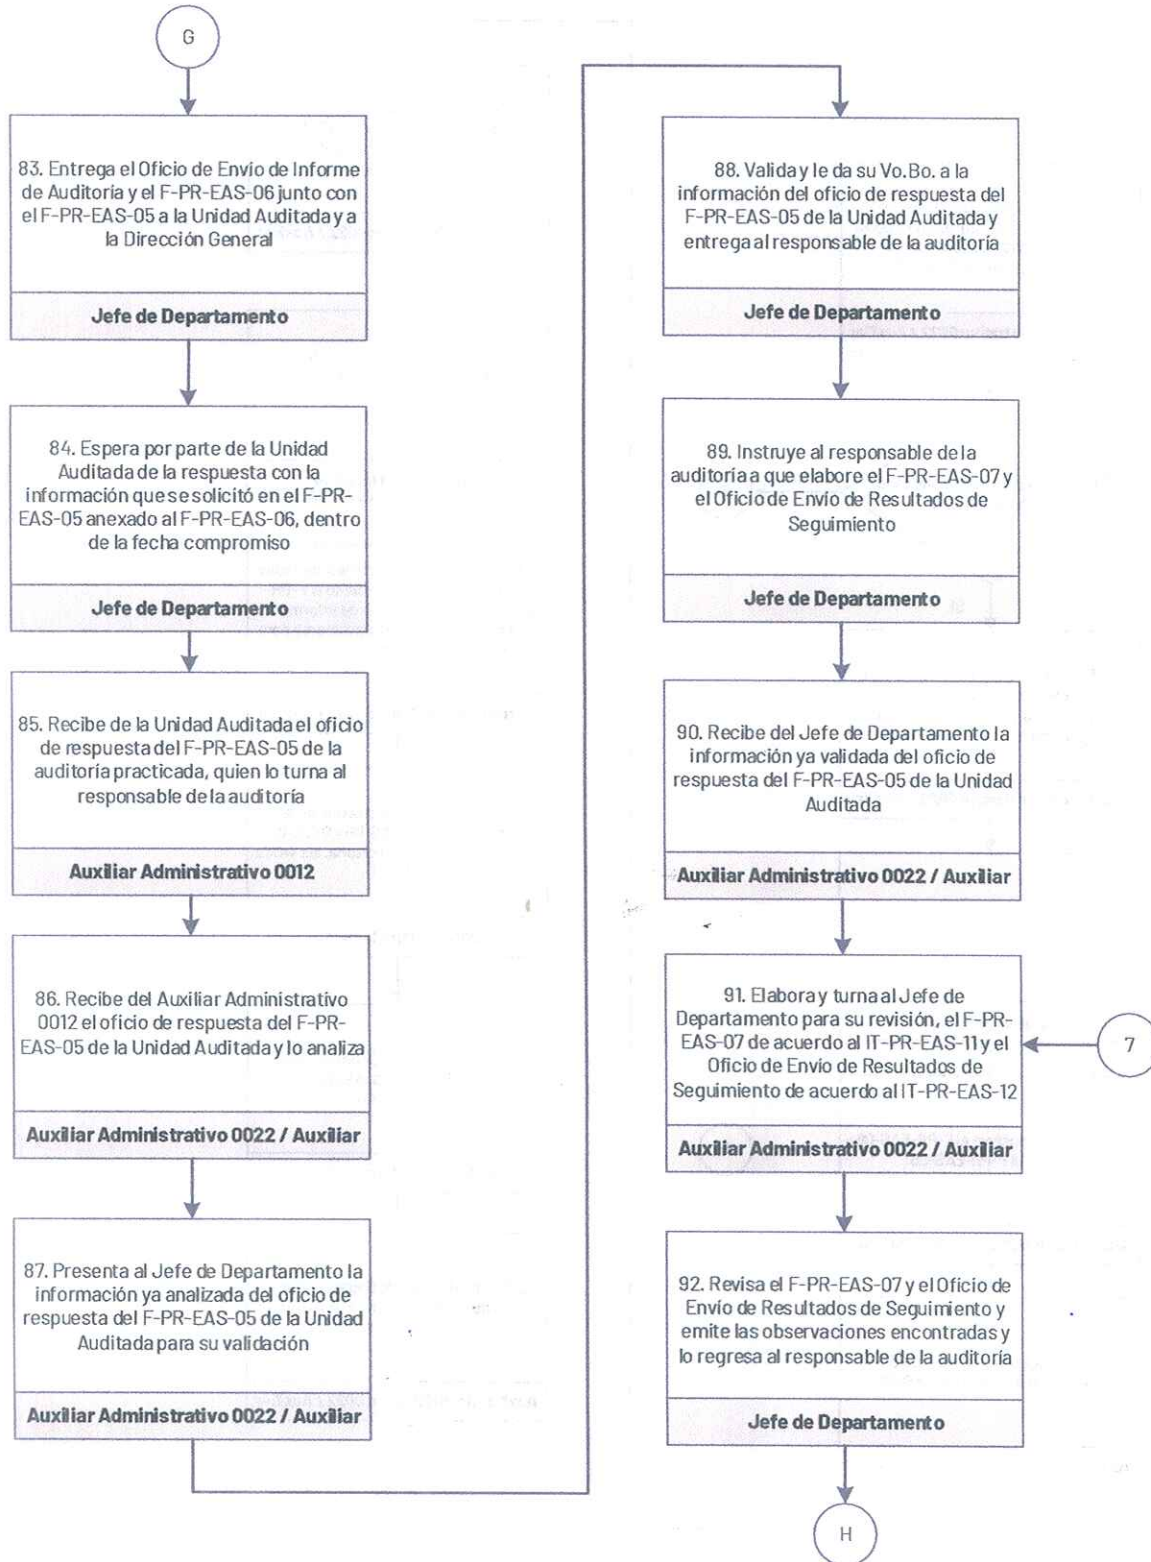 G
83. Entrega el Oficio de Envío de Informe
de Auditoría y el F-PR-EAS-06 junto con
el F-PR-EAS-05 a la Unidad Auditada y a
la Dirección General
Jefe de Departamento
84. Espera por parte de la Unidad
Auditada de la respuesta con la
información que se solicitó en el F-PR-
EAS-05 anexado al F-PR-EAS-06, dentro
de la fecha compromiso
Jefe de Departamento
85. Recibe de la Unidad Auditada el oficio
de respuesta del F-PR-EAS-05 de la
auditoría practicada, quien lo turna al
responsable de la auditoría
Auxiliar Administrativo 0012
86. Recibe del Auxiliar Administrativo
0012 el oficio de respuesta del F-PR-
EAS-05 de la Unidad Auditada y lo analiza
Auxiliar Administrativo 0022 / Auxiliar
87. Presenta al Jefe de Departamento la
información ya analizada del oficio de
respuesta del F-PR-EAS-05 de la Unidad
Auditada para su validación
Auxiliar Administrativo 0022 / Auxiliar
88. Valida y le da su Vo.Bo. a la
información del oficio de respuesta del
F-PR-EAS-05 de la Unidad Auditada y
entrega al responsable de la auditoría
Jefe de Departamento
89. Instruye al responsable de la
auditoría a que elabore el F-PR-EAS-07 y
el Oficio de Envío de Resultados de
Seguimiento
Jefe de Departamento
90. Recibe del Jefe de Departamento la
información ya validada del oficio de
respuesta del F-PR-EAS-05 de la Unidad
Auditada
Auxiliar Administrativo 0022 / Auxiliar
91. Elabora y turna al Jefe de
Departamento para su revisión, el F-PR-
EAS-07 de acuerdo al IT-PR-EAS-11 y el
Oficio de Envío de Resultados de
Seguimiento de acuerdo al IT-PR-EAS-12
Auxiliar Administrativo 0022 / Auxiliar
7
92. Revisa el F-PR-EAS-07 y el Oficio de
Envío de Resultados de Seguimiento y
emite las observaciones encontradas y
lo regresa al responsable de la auditoría
Jefe de Departamento
H